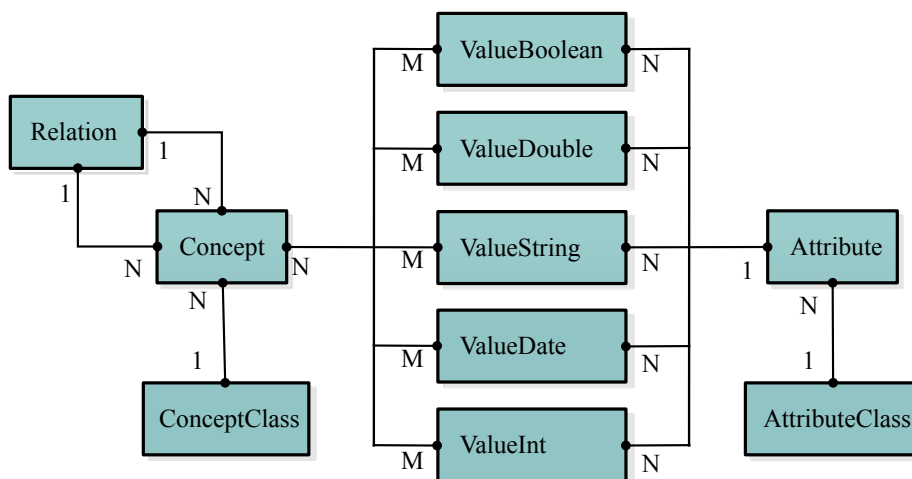 ValueBoolean
M
N
Relation
1
1
ValueDouble
M
N
N
Concept
N
N
N
ValueString
M
N
Attribute
1
N
1
ConceptClass
ValueDate
M
N
1
AttributeClass
ValueInt
M
N